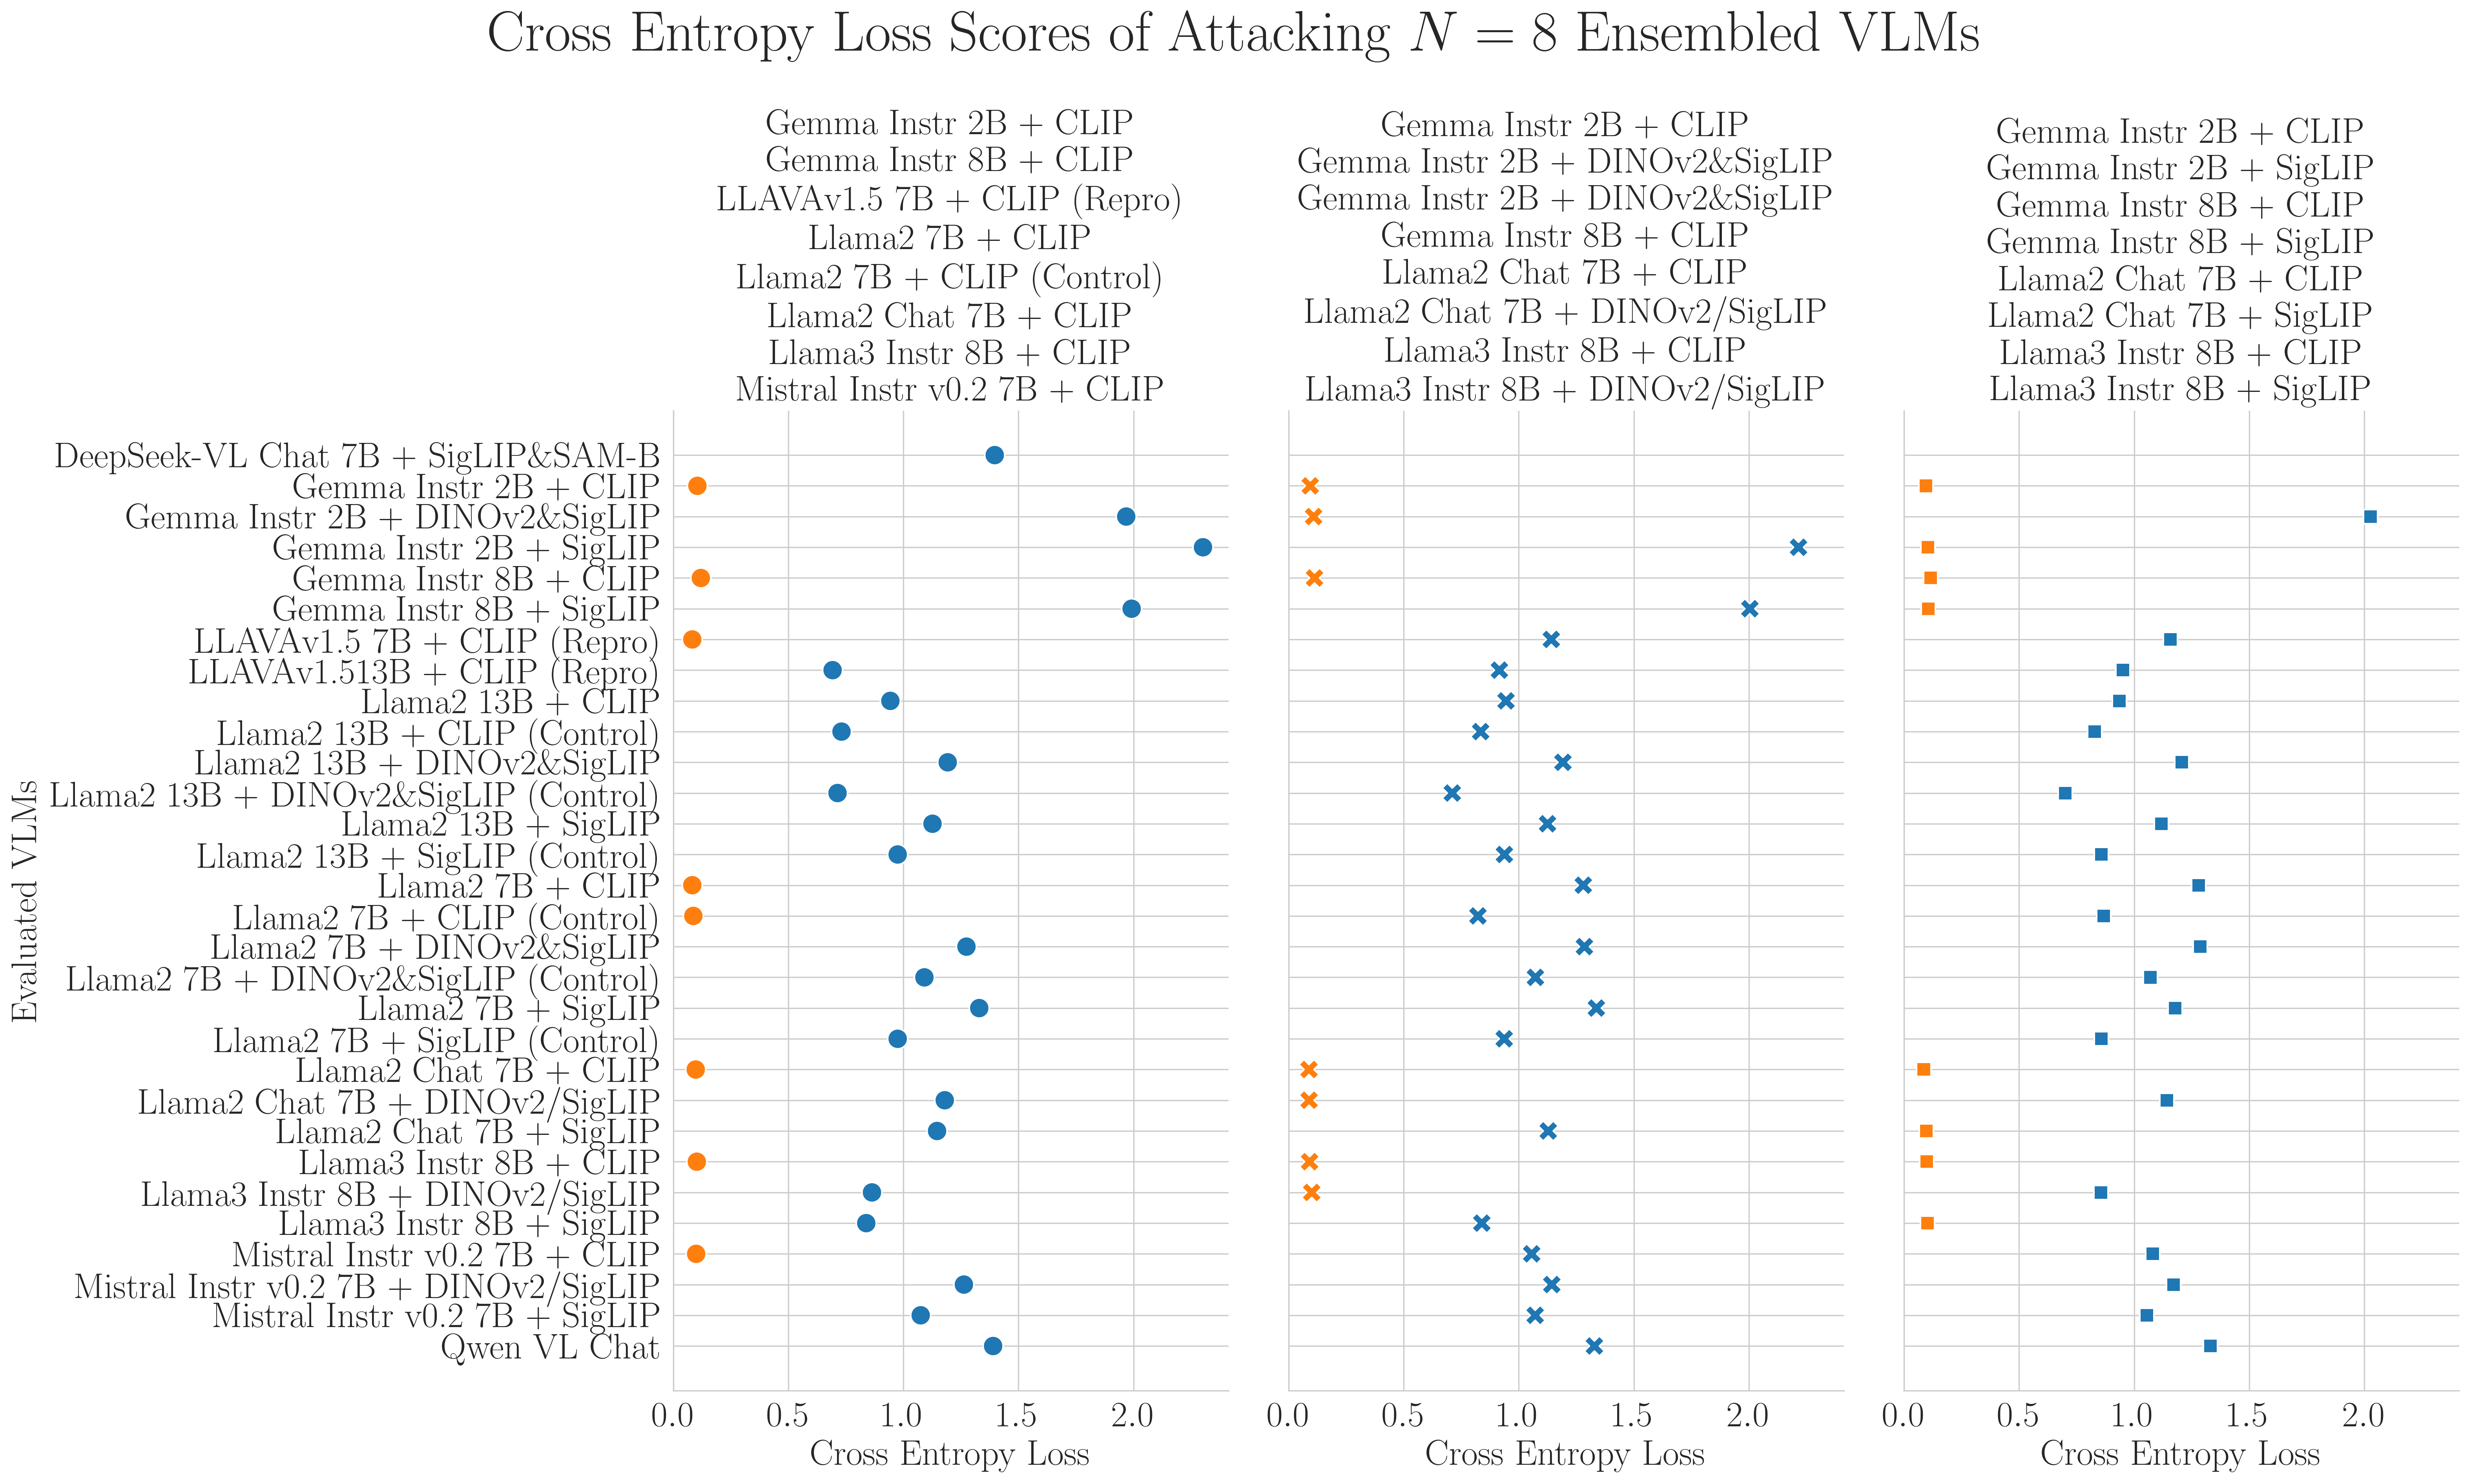 Cross Entropy Loss Scores of Attacking N = 8 Ensembled VLMs
Gemma Instr 2B + CLIP
Gemma Instr 8B + CLIP
LLAVAv1.5 7B + CLIP (Repro)
Llama2 7B + CLIP
Llama2 7B + CLIP (Control)
Llama2 Chat 7B + CLIP
Llama3 Instr 8B + CLIP
Mistral Instr v0.2 7B + CLIP
Gemma Instr 2B + CLIP
Gemma Instr 2B + DINOv2&SigLIP
Gemma Instr 2B + DINOv2&SigLIP
Gemma Instr 8B + CLIP
Llama2 Chat 7B + CLIP
Llama2 Chat 7B + DINOv2/SigLIP
Llama3 Instr 8B + CLIP
Llama3 Instr 8B + DINOv2/SigLIP
Gemma Instr 2B + CLIP
Gemma Instr 2B + SigLIP
Gemma Instr 8B + CLIP
Gemma Instr 8B + SigLIP
Llama2 Chat 7B + CLIP
Llama2 Chat 7B + SigLIP
Llama3 Instr 8B + CLIP
Llama3 Instr 8B + SigLIP
Evaluated VLMs
DeepSeek-VL Chat 7B + SigLIP&SAM-B
Gemma Instr 2B + CLIP
Gemma Instr 2B + DINOv2&SigLIP
Gemma Instr 2B + SigLIP
Gemma Instr 8B + CLIP
Gemma Instr 8B + SigLIP
LLAVAv1.5 7B + CLIP (Repro)
LLAVAv1.513B + CLIP (Repro)
Llama2 13B + CLIP
Llama2 13B + CLIP (Control)
Llama2 13B + DINOv2&SigLIP
Llama2 13B + DINOv2&SigLIP (Control)
Llama2 13B + SigLIP
Llama2 13B + SigLIP (Control)
Llama2 7B + CLIP
Llama2 7B + CLIP (Control)
Llama2 7B + DINOv2&SigLIP
Llama2 7B + DINOv2&SigLIP (Control)
Llama2 7B + SigLIP
Llama2 7B + SigLIP (Control)
Llama2 Chat 7B + CLIP
Llama2 Chat 7B + DINOv2/SigLIP
Llama2 Chat 7B + SigLIP
Llama3 Instr 8B + CLIP
Llama3 Instr 8B + DINOv2/SigLIP
Llama3 Instr 8B + SigLIP
Mistral Instr v0.2 7B + CLIP
Mistral Instr v0.2 7B + DINOv2/SigLIP
Mistral Instr v0.2 7B + SigLIP
Qwen VL Chat
0.0 0.5 1.0 1.5 2.0
Cross Entropy Loss
0.0 0.5 1.0 1.5 2.0
Cross Entropy Loss
0.0 0.5 1.0 1.5 2.0
Cross Entropy Loss